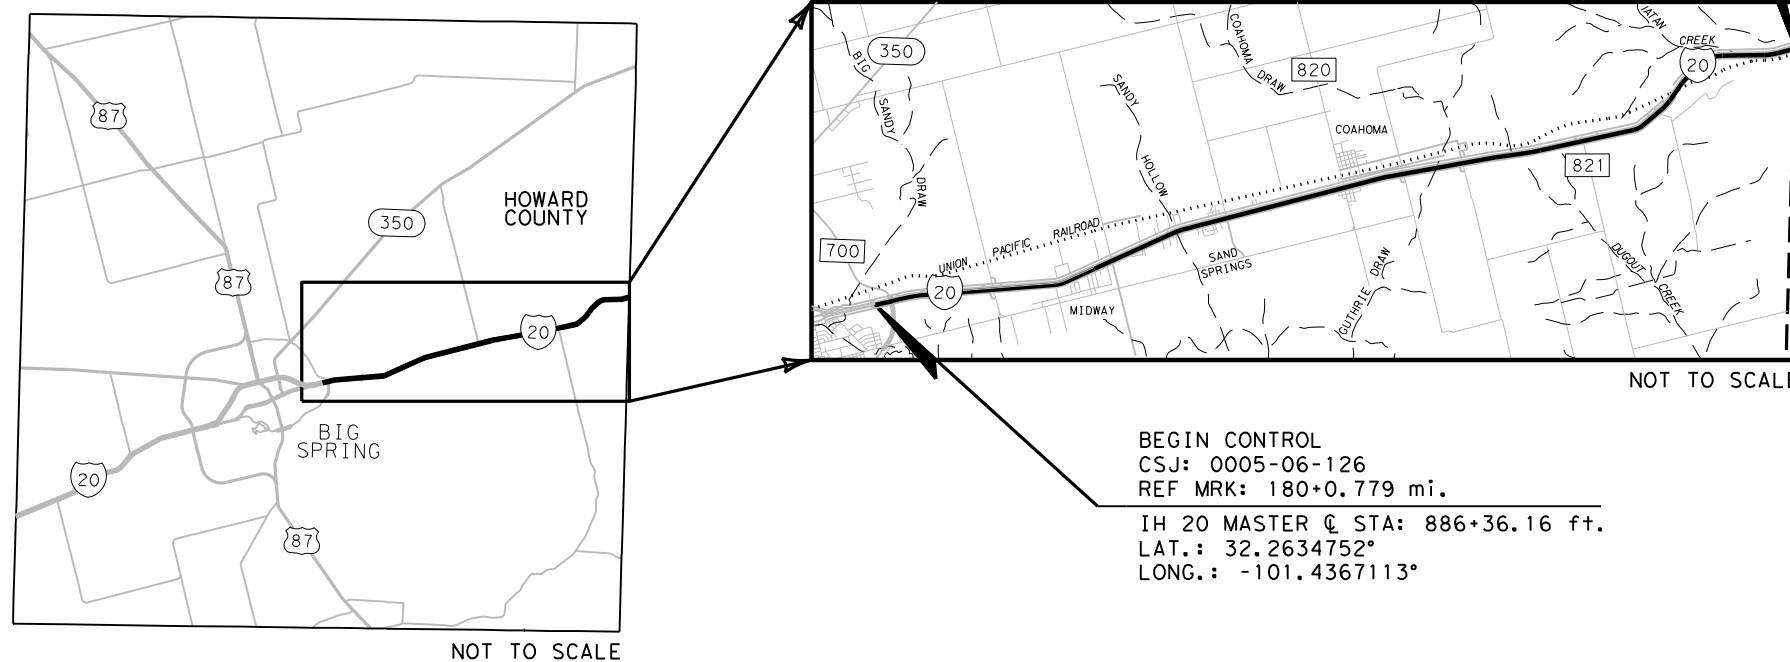 87
350
HOWARD
COUNTY
87
20
BIG
SPRING
20
87
NOT TO SCALE
350
BIG
SANDY
DRAW
COAHOMA
DRAW
820
IATAN
CREEK
20
SANDY
HOLLOW
COAHOMA
821
700
UNION PACIFIC RAILROAD
20
SAND
SPRINGS
MIDWAY
GUTHRIE DRAW
DUGOUT
CREEK
NOT TO SCALE
BEGIN CONTROL
CSJ: 0005-06-126
REF MRK: 180+0.779 mi.
IH 20 MASTER ℄ STA: 886+36.16 ft.
LAT.: 32.2634752°
LONG.: -101.4367113°